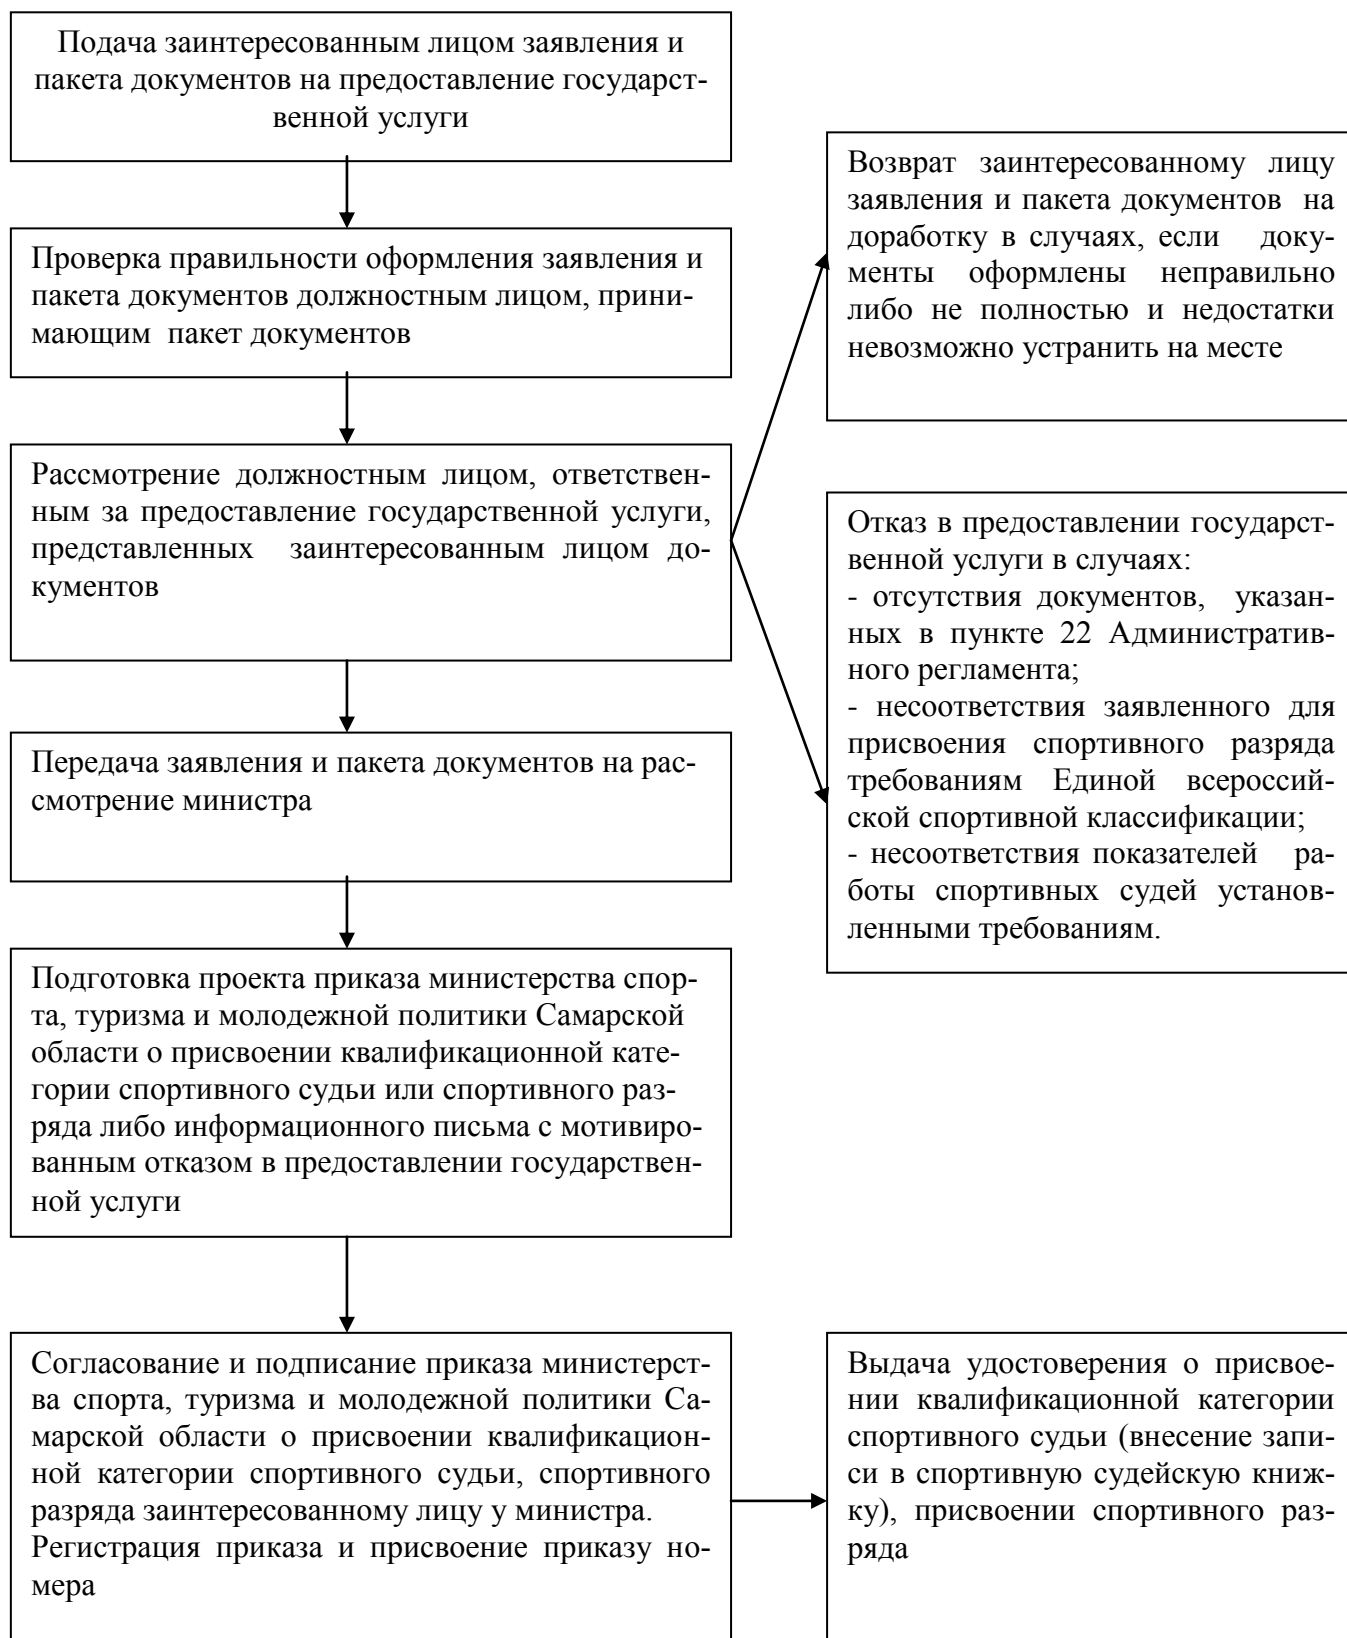 Подача заинтересованным лицом заявления и
пакета документов на предоставление государст-
венной услуги
Проверка правильности оформления заявления и
пакета документов должностным лицом, прини-
мающим пакет документов
Рассмотрение должностным лицом, ответствен-
ным за предоставление государственной услуги,
представленных заинтересованным лицом до-
кументов
Возврат заинтересованному лицу
заявления и пакета документов на
доработку в случаях, если доку-
менты оформлены неправильно
либо не полностью и недостатки
невозможно устранить на месте
Отказ в предоставлении государст-
венной услуги в случаях:
- отсутствия документов, указан-
ных в пункте 22 Административ-
ного регламента;
- несоответствия заявленного для
присвоения спортивного разряда
требованиям Единой всероссий-
ской спортивной классификации;
- несоответствия показателей ра-
боты спортивных судей установ-
ленными требованиям.
Передача заявления и пакета документов на рас-
смотрение министра
Подготовка проекта приказа министерства спор-
та, туризма и молодежной политики Самарской
области о присвоении квалификационной кате-
гории спортивного судьи или спортивного раз-
ряда либо информационного письма с мотивиро-
ванным отказом в предоставлении государствен-
ной услуги
Согласование и подписание приказа министерст-
ва спорта, туризма и молодежной политики Са-
марской области о присвоении квалификацион-
ной категории спортивного судьи, спортивного
разряда заинтересованному лицу у министра.
Регистрация приказа и присвоение приказу но-
мера
Выдача удостоверения о присвое-
нии квалификационной категории
спортивного судьи (внесение запи-
си в спортивную судейскую книж-
ку), присвоении спортивного раз-
ряда